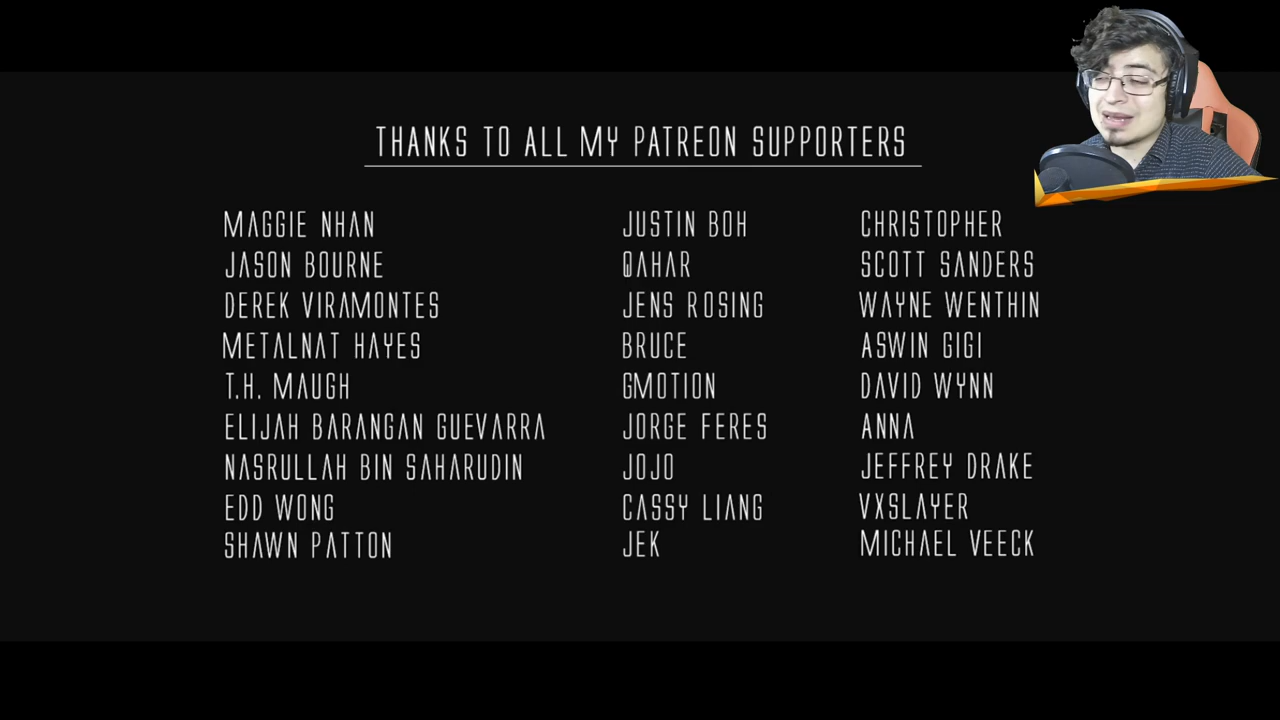 THANKS TO ALL MY PATREON SUPPORTERS
MAGGIE NHAN
JASON BOURNE
DEREK VIRAMONTES
METALNAT HAYES
T.H. MAUGH
ELIJAH BARANGAN GUEVARRA
NASRULLAH BIN SAHARUDIN
EDD WONG
SHAWN PATTON
JUSTIN BOH
QAHAR
JENS ROSING
BRUCE
GMOTION
JORGE FERES
JOJO
CASSY LIANG
JEK
CHRISTOPHER
SCOTT SANDERS
WAYNE WENTHIN
ASWIN GIGI
DAVID WYNN
ANNA
JEFFREY DRAKE
VXSLAYER
MICHAEL VEECK